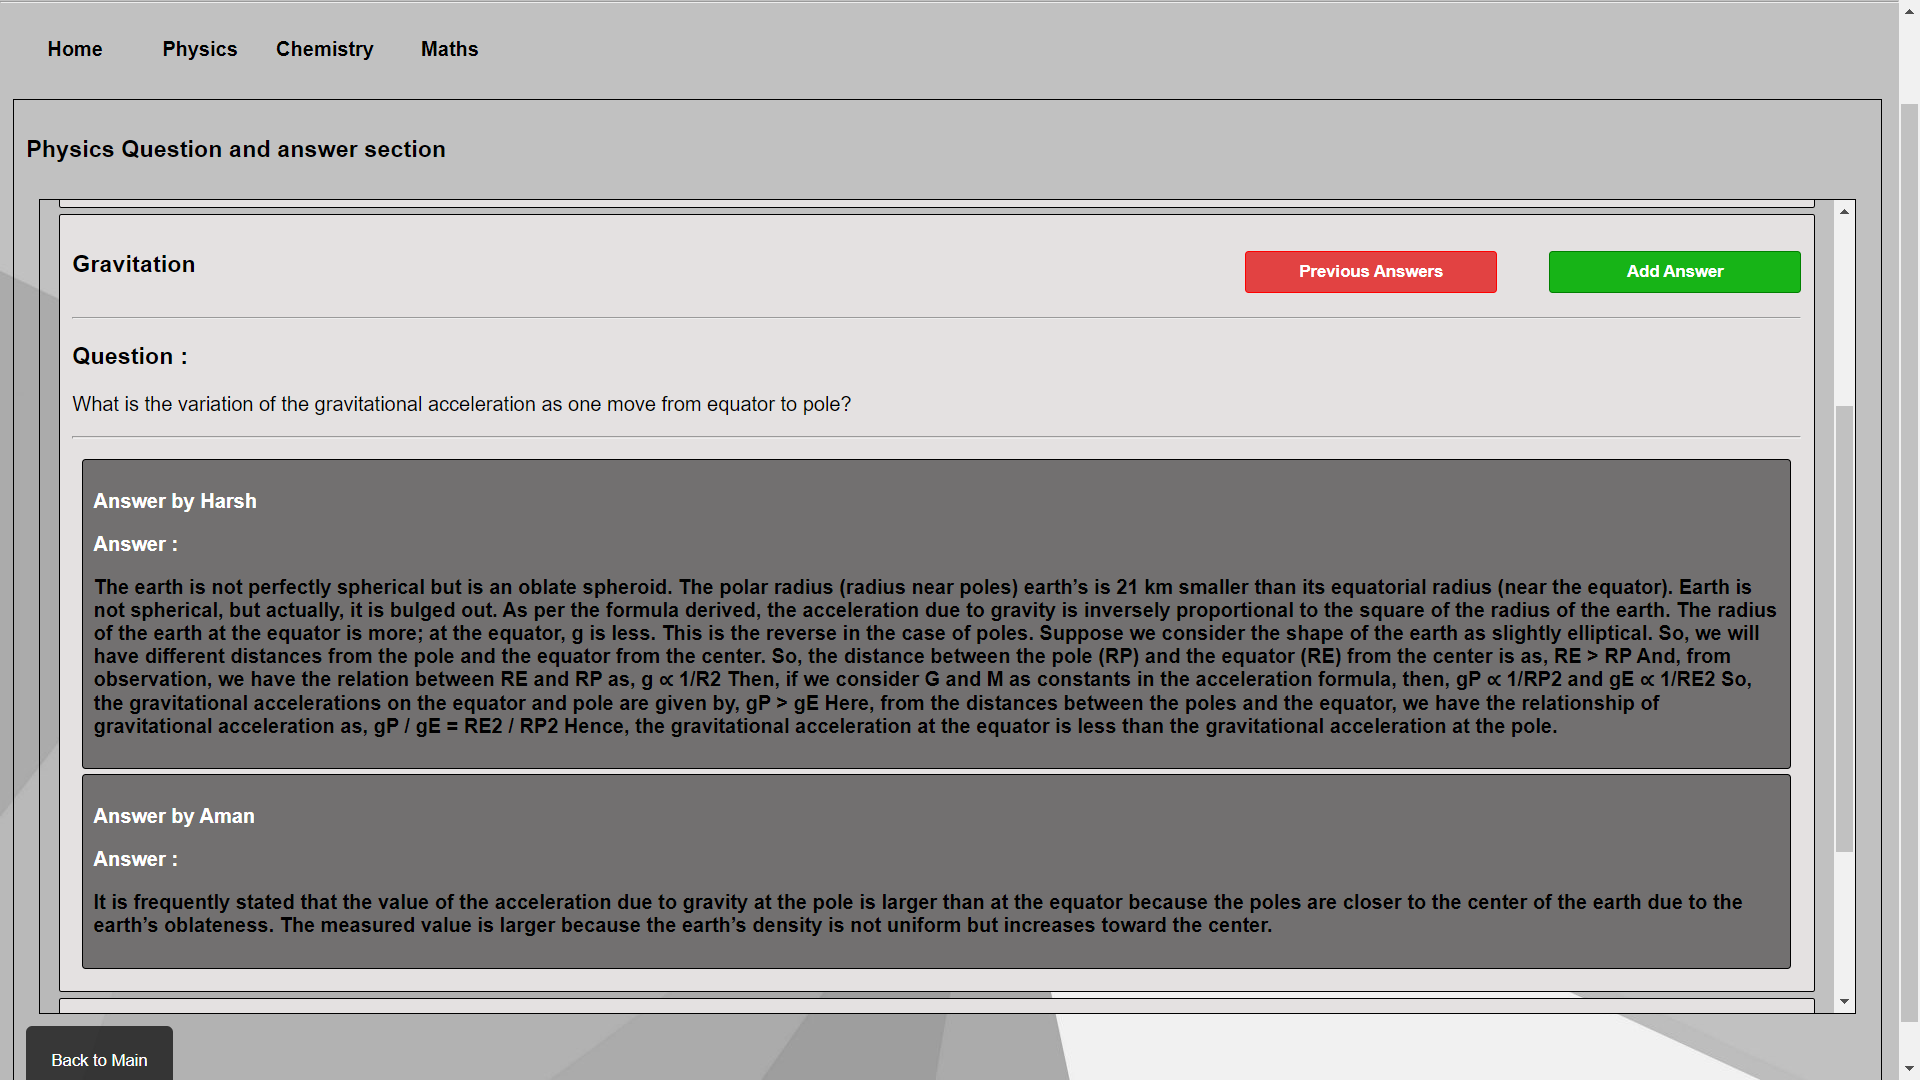 Home Physics Chemistry Maths
Physics Question and answer section
Gravitation
Previous Answers
Add Answer
Question :
What is the variation of the gravitational acceleration as one move from equator to pole?
Answer by Harsh
Answer :
The earth is not perfectly spherical but is an oblate spheroid. The polar radius (radius near poles) earth’s is 21 km smaller than its equatorial radius (near the equator). Earth is
not spherical, but actually, it is bulged out. As per the formula derived, the acceleration due to gravity is inversely proportional to the square of the radius of the earth. The radius
of the earth at the equator is more; at the equator, g is less. This is the reverse in the case of poles. Suppose we consider the shape of the earth as slightly elliptical. So, we will
have different distances from the pole and the equator from the center. So, the distance between the pole (RP) and the equator (RE) from the center is as, RE > RP And, from
observation, we have the relation between RE and RP as, g ∝ 1/R2 Then, if we consider G and M as constants in the acceleration formula, then, gP ∝ 1/RP2 and gE ∝ 1/RE2 So,
the gravitational accelerations on the equator and pole are given by, gP > gE Here, from the distances between the poles and the equator, we have the relationship of
gravitational acceleration as, gP / gE = RE2 / RP2 Hence, the gravitational acceleration at the equator is less than the gravitational acceleration at the pole.
Answer by Aman
Answer :
It is frequently stated that the value of the acceleration due to gravity at the pole is larger than at the equator because the poles are closer to the center of the earth due to the
earth’s oblateness. The measured value is larger because the earth’s density is not uniform but increases toward the center.
Back to Main